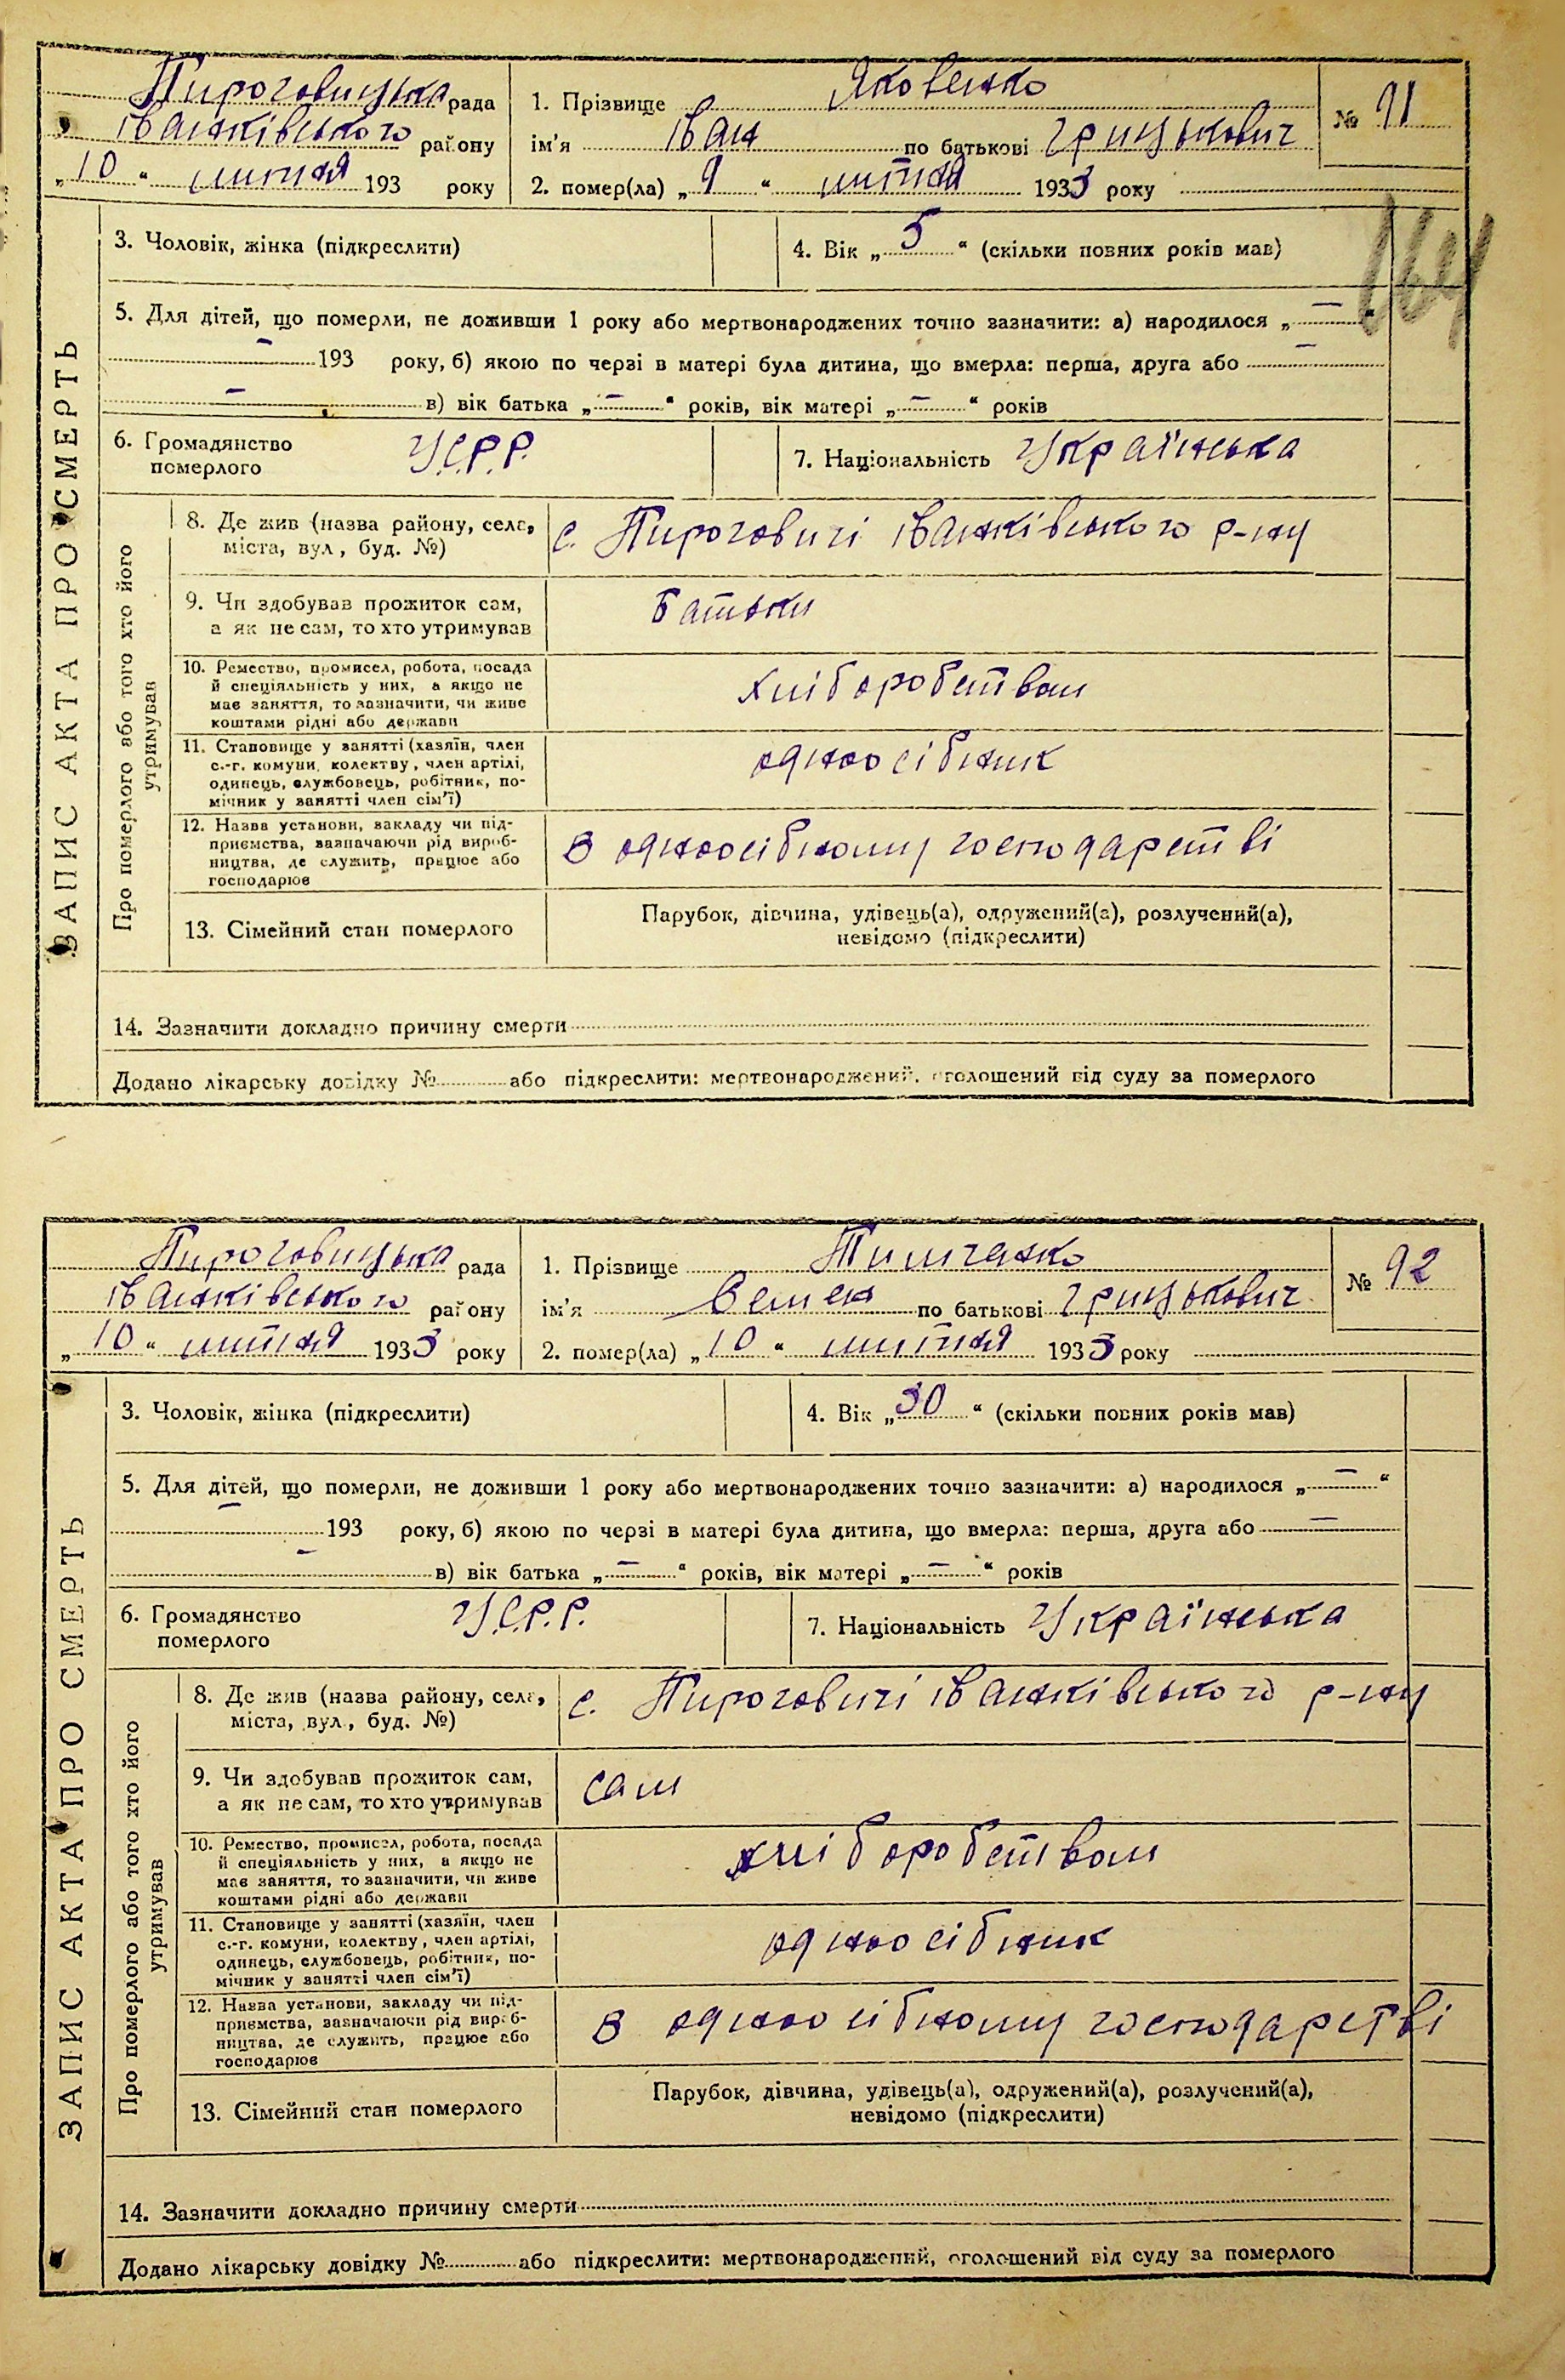 Пироговицька рада
Іванківського району
„10“ липня 193 року
1. Прізвище Яковенко
ім'я Іван по батькові Грицькович
2. помер(ла) „9“ липня 1933 року
№ 91
164
ЗАПИС АКТА ПРО СМЕРТЬ
3. Чоловік, жінка (підкреслити)
4. Вік „5“ (скільки повних років мав)
5. Для дітей, що померли, не доживши 1 року або мертвонароджених точно зазначити: а) народилося „—“
— 193 року, б) якою по черзі в матері була дитина, що вмерла: перша, друга або —
— в) вік батька „—“ років, вік матері „—“ років
6. Громадянство
померлого
У.С.Р.Р.
7. Національність Українська
Про померлого або того хто його
утримував
8. Де жив (назва району, села,
міста, вул, буд. №)
с. Пироговичі Іванківського р-ну
9. Чи здобував прожиток сам,
а як не сам, то хто утримував
Батьки
10. Ремество, промисел, робота, посада
й спеціяльність у них, а якщо не
має заняття, то зазначити, чи живе
коштами рідні або держави
хліборобством
11. Становище у занятті (хазяїн, член
с.-г. комуни, колективу, член артілі,
одинець, службовець, робітник, по-
мічник у занятті член сім'ї)
одноосібник
12. Назва установи, закладу чи під-
приємства, зазначаючи рід вироб-
ництва, де служить, працює або
господарює
В одноосібному господарстві
13. Сімейний стан померлого
Парубок, дівчина, удівець(а), одружений(а), розлучений(а),
невідомо (підкреслити)
14. Зазначити докладно причину смерти
Додано лікарську довідку № або підкреслити: мертвонароджений, оголошений від суду за померлого
Пироговицька рада
Іванківського району
„10“ липня 1933 року
1. Прізвище Тимченко
ім'я Семен по батькові Грицькович
2. помер(ла) „10“ липня 1933 року
№ 92
ЗАПИС АКТА ПРО СМЕРТЬ
3. Чоловік, жінка (підкреслити)
4. Вік „30“ (скільки повних років мав)
5. Для дітей, що померли, не доживши 1 року або мертвонароджених точно зазначити: а) народилося „—“
— 193 року, б) якою по черзі в матері була дитина, що вмерла: перша, друга або —
— в) вік батька „—“ років, вік матері „—“ років
6. Громадянство
померлого
У.С.Р.Р.
7. Національність Українська
Про померлого або того хто його
утримував
8. Де жив (назва району, села,
міста, вул, буд. №)
с. Пироговичі Іванківського р-ну
9. Чи здобував прожиток сам,
а як не сам, то хто утримував
сам
10. Ремество, промисел, робота, посада
й спеціяльність у них, а якщо не
має заняття, то зазначити, чи живе
коштами рідні або держави
хліборобством
11. Становище у занятті (хазяїн, член
с.-г. комуни, колективу, член артілі,
одинець, службовець, робітник, по-
мічник у занятті член сім'ї)
одноосібник
12. Назва установи, закладу чи під-
приємства, зазначаючи рід вироб-
ництва, де служить, працює або
господарює
В одноосібному господарстві
13. Сімейний стан померлого
Парубок, дівчина, удівець(а), одружений(а), розлучений(а),
невідомо (підкреслити)
14. Зазначити докладно причину смерти
Додано лікарську довідку № або підкреслити: мертвонароджений, оголошений від суду за померлого